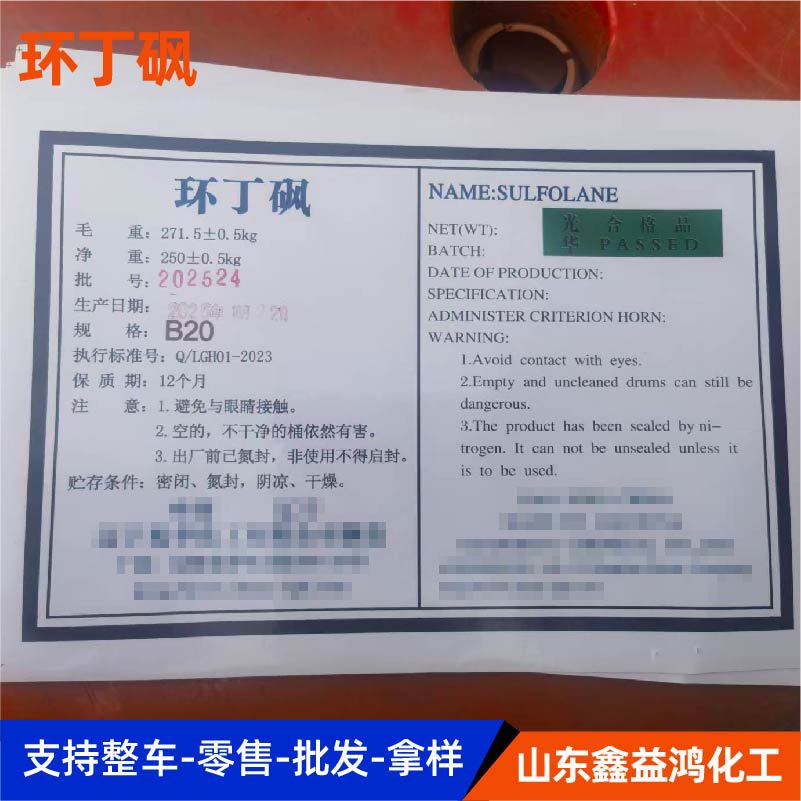 环丁砜
环丁砜
毛 重：271.5±0.5kg
净 重：250±0.5kg
批 号：202524
生产日期：
规 格：B20
执行标准号：Q/LGH01-2023
保 质 期：12个月
注 意：1.避免与眼睛接触。
2.空的，不干净的桶依然有害。
3.出厂前已氮封，非使用不得启封。
贮存条件：密闭、氮封，阴凉、干燥。
NAME:SULFOLANE
光华 合格品
PASSED
NET(WT):
BATCH:
DATE OF PRODUCTION:
SPECIFICATION:
ADMINISTER CRITERION HORN:
WARNING:
1.Avoid contact with eyes.
2.Empty and uncleaned drums can still be
dangerous.
3.The product has been sealed by ni-
trogen. It can not be unsealed unless it
is to be used.
支持整车-零售-批发-拿样
山东鑫益鸿化工